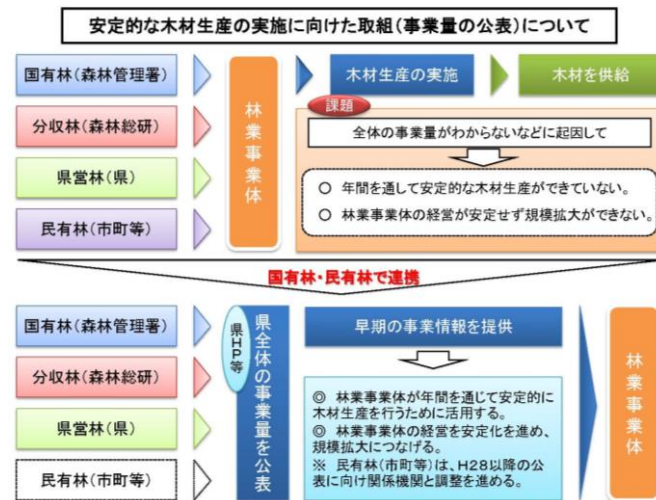 安定的な木材生産の実施に向けた取組(事業量の公表)について
国有林(森林管理署)
分収林(森林総研)
県営林(県)
民有林(市町等)
林業事業体
木材生産の実施
木材を供給
課題
全体の事業量がわからないなどに起因して
○ 年間を通して安定的な木材生産ができていない。
○ 林業事業体の経営が安定せず規模拡大ができない。
国有林・民有林で連携
国有林(森林管理署)
分収林(森林総研)
県営林(県)
民有林(市町等)
県HP等
県全体の事業量を公表
早期の事業情報を提供
◎ 林業事業体が年間を通じて安定的に
木材生産を行うために活用する。
◎ 林業事業体の経営を安定化を進め、
規模拡大につなげる。
※ 民有林(市町等)は、H28以降の公
表に向け関係機関と調整を進める。
林業事業体